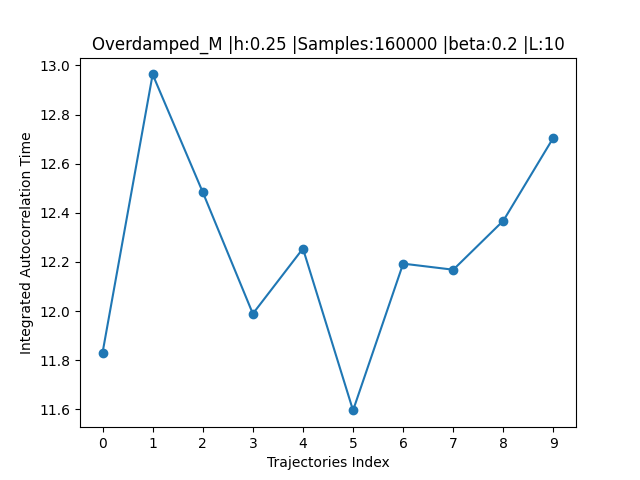 Overdamped_M |h:0.25 |Samples:160000 |beta:0.2 |L:10
Integrated Autocorrelation Time
13.0
12.8
12.6
12.4
12.2
12.0
11.8
11.6
0 1 2 3 4 5 6 7 8 9
Trajectories Index